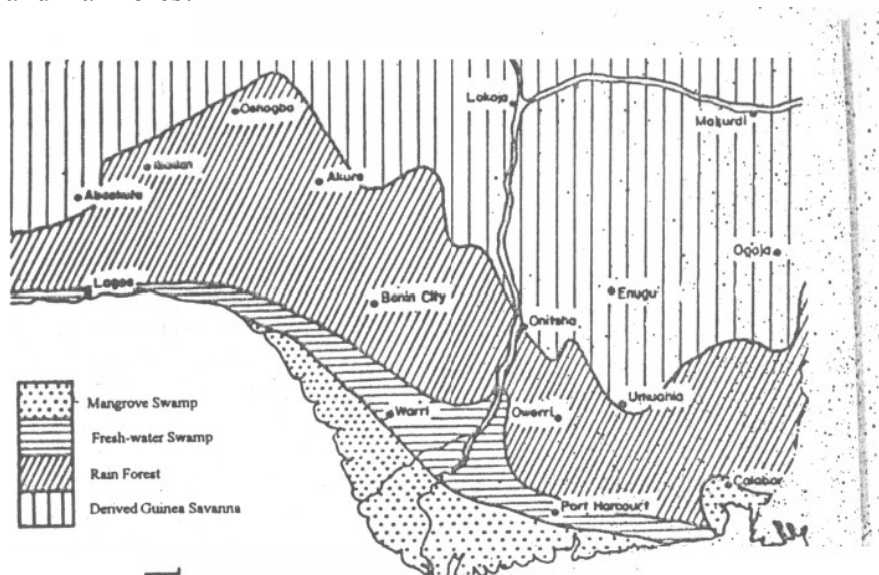 Lokoja
Oshogbo
Makurdi
Ibadan
Akure
Abeokuta
Ogoja
Lagos
Enugu
Benin City
Onitsha
Mangrove Swamp
Umuahia
Warri
Owerri
Fresh-water Swamp
Rain Forest
Calabar
Derived Guinea Savanna
Port Harcourt